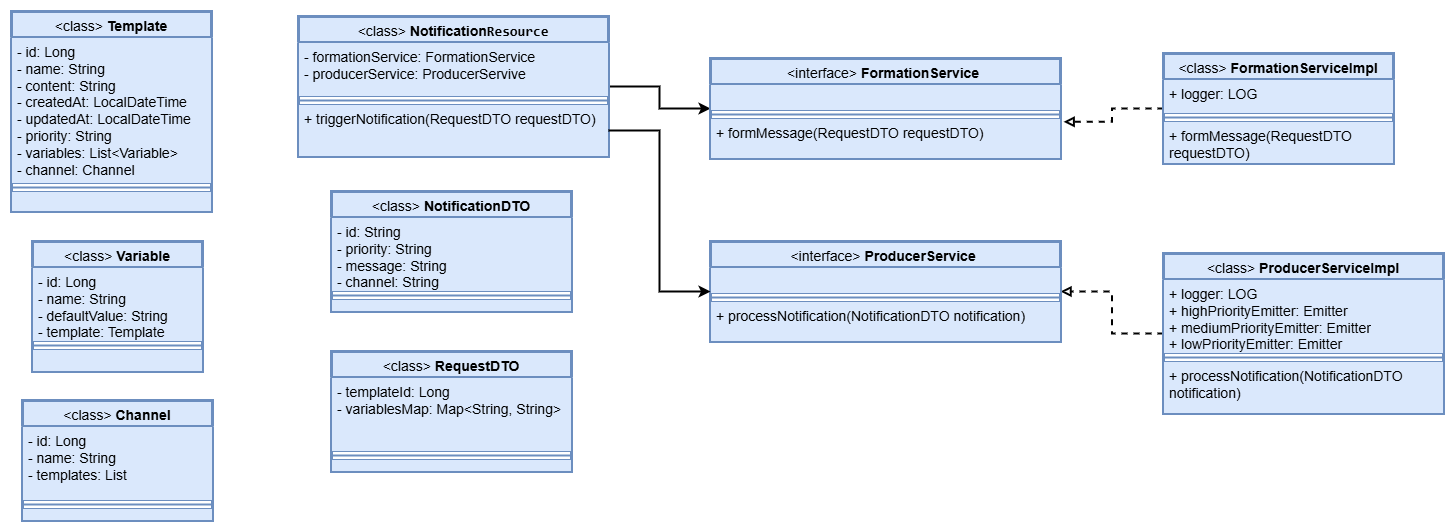 <class> Template
- id: Long
- name: String
- content: String
- createdAt: LocalDateTime
- updatedAt: LocalDateTime
- priority: String
- variables: List<Variable>
- channel: Channel
<class> Variable
- id: Long
- name: String
- defaultValue: String
- template: Template
<class> Channel
- id: Long
- name: String
- templates: List
<class> NotificationResource
- formationService: FormationService
- producerService: ProducerServive
+ triggerNotification(RequestDTO requestDTO)
<class> NotificationDTO
- id: String
- priority: String
- message: String
- channel: String
<class> RequestDTO
- templateId: Long
- variablesMap: Map<String, String>
<interface> FormationService
+ formMessage(RequestDTO requestDTO)
<interface> ProducerService
+ processNotification(NotificationDTO notification)
<class> FormationServiceImpl
+ logger: LOG
+ formMessage(RequestDTO
requestDTO)
<class> ProducerServiceImpl
+ logger: LOG
+ highPriorityEmitter: Emitter
+ mediumPriorityEmitter: Emitter
+ lowPriorityEmitter: Emitter
+ processNotification(NotificationDTO
notification)